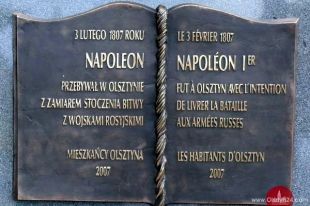 3 LUTEGO 1807 ROKU
NAPOLEON
PRZEBYWAŁ W OLSZTYNIE
Z ZAMIAREM STOCZENIA BITWY
Z WOJSKAMI ROSYJSKIMI
MIESZKAŃCY OLSZTYNA
2007
LE 3 FÉVRIER 1807
NAPOLÉON IER
FUT À OLSZTYN AVEC L'INTENTION
DE LIVRER LA BATAILLE
AUX ARMÉES RUSSES
LES HABITANTS D'OLSZTYN
2007
www.Olsztyn24.com